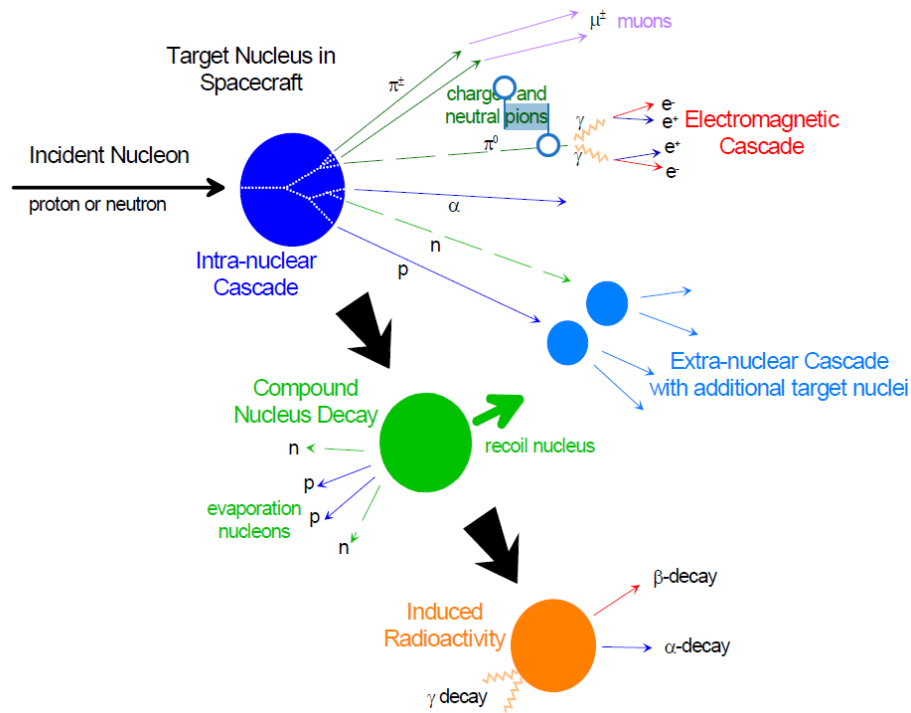 μ± muons
Target Nucleus in
Spacecraft
π±
charged and
neutral pions
e-
γ
e+
Electromagnetic
Cascade
π0
γ
e+
e-
Incident Nucleon
proton or neutron
α
n
p
Intra-nuclear
Cascade
Extra-nuclear Cascade
with additional target nuclei
Compound
Nucleus Decay
recoil nucleus
n
p
evaporation
nucleons
p
n
β-decay
Induced
Radioactivity
α-decay
γ decay